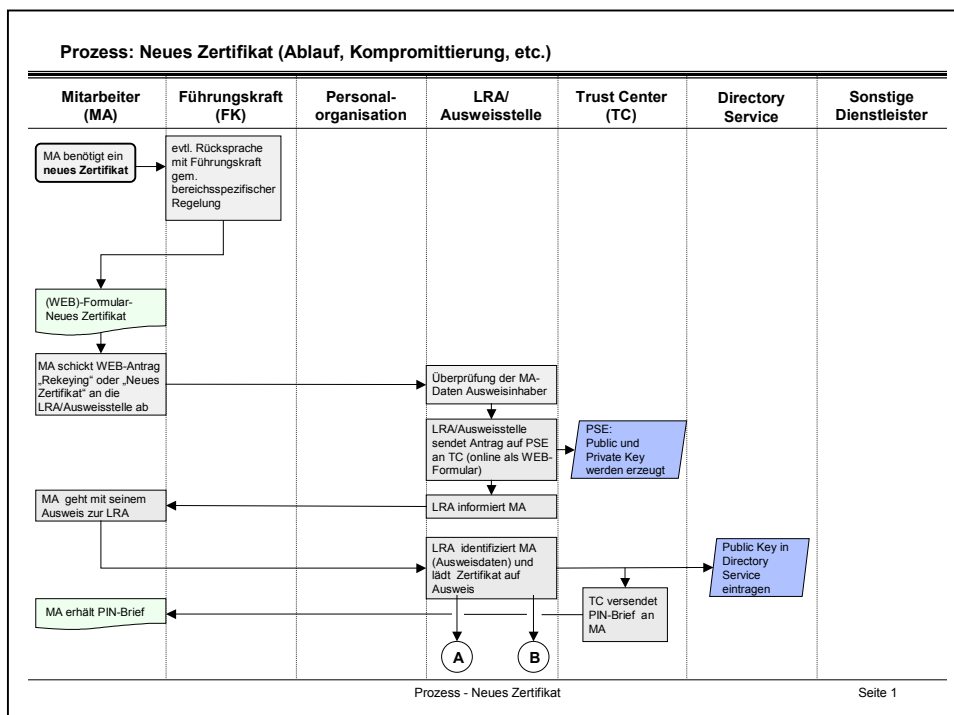 Prozess: Neues Zertifikat (Ablauf, Kompromittierung, etc.)
Mitarbeiter
(MA)
Führungskraft
(FK)
Personal-
organisation
LRA/
Ausweisstelle
Trust Center
(TC)
Directory
Service
Sonstige
Dienstleister
MA benötigt ein
neues Zertifikat
evtl. Rücksprache
mit Führungskraft
gem.
bereichsspezifischer
Regelung
(WEB)-Formular-
Neues Zertifikat
MA schickt WEB-Antrag
„Rekeying" oder „Neues
Zertifikat" an die
LRA/Ausweisstelle ab
Überprüfung der MA-
Daten Ausweisinhaber
LRA/Ausweisstelle
sendet Antrag auf PSE
an TC (online als WEB-
Formular)
PSE:
Public und
Private Key
werden erzeugt
LRA informiert MA
MA geht mit seinem
Ausweis zur LRA
LRA identifiziert MA
(Ausweisdaten) und
lädt Zertifikat auf
Ausweis
Public Key in
Directory
Service
eintragen
TC versendet
PIN-Brief an
MA
MA erhält PIN-Brief
A
B
Prozess - Neues Zertifikat
Seite 1